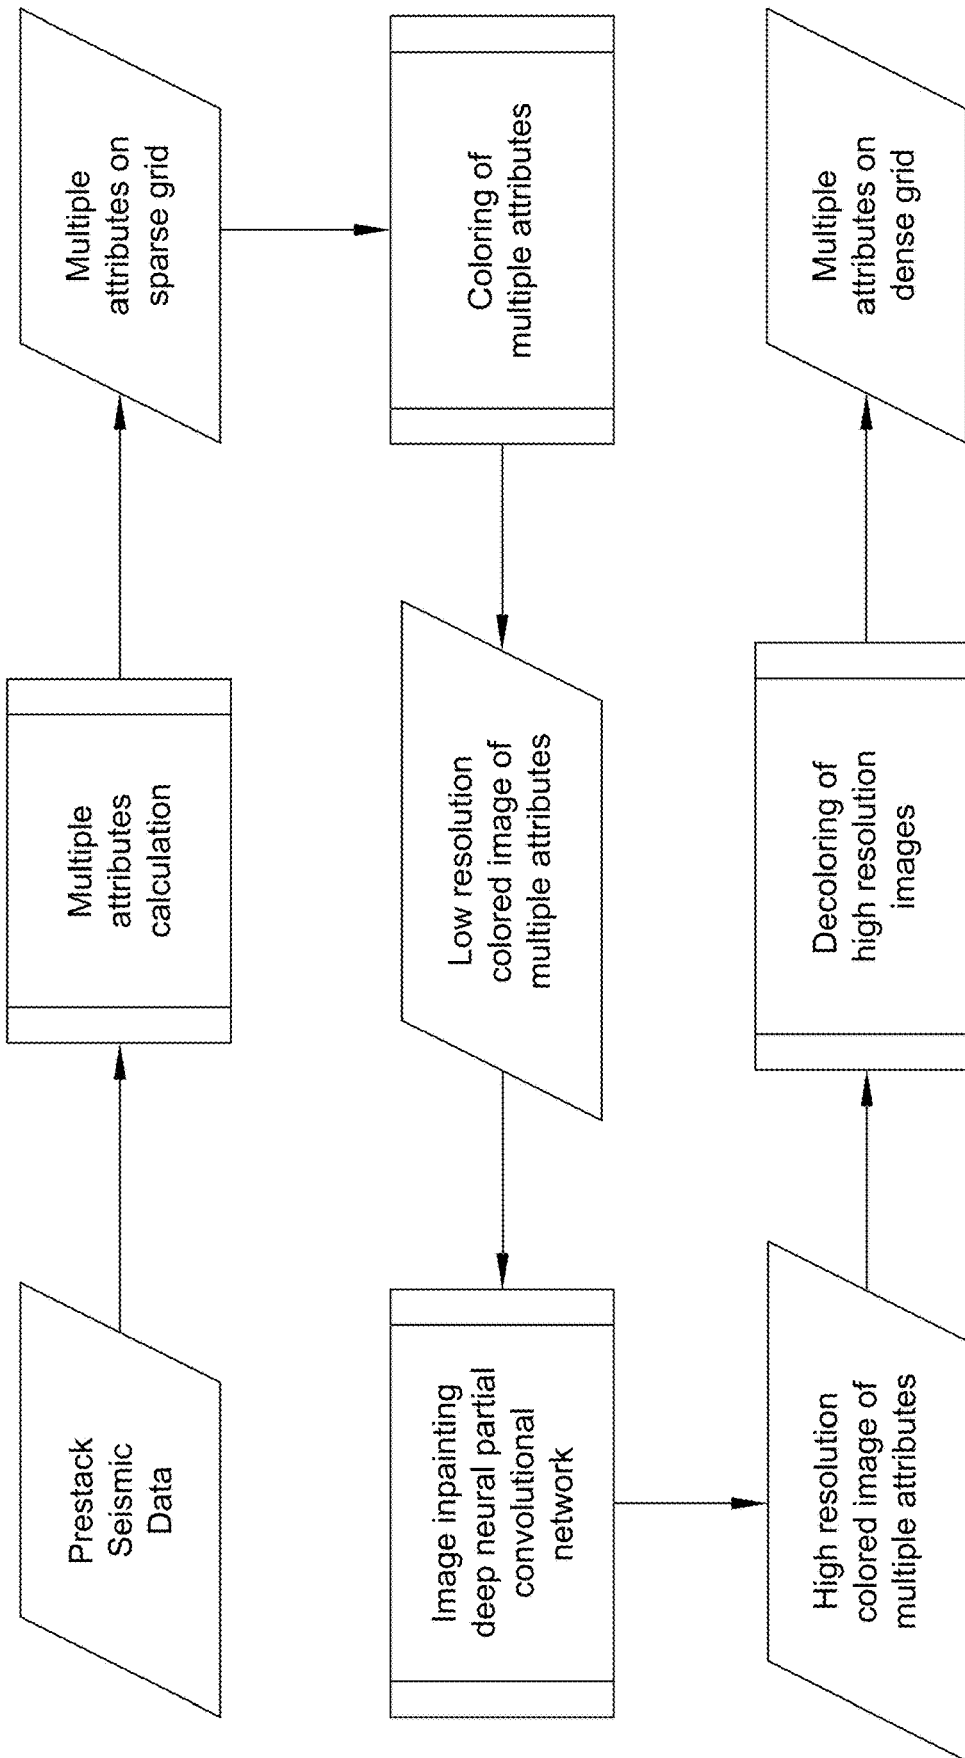 Prestack
Seismic
Data
Multiple
attributes
calculation
Multiple
attributes on
sparse grid
Coloring of
multiple attributes
Low resolution
colored image of
multiple attributes
Image inpainting
deep neural partial
convolutional
network
High resolution
colored image of
multiple attributes
Decoloring of
high resolution
images
Multiple
attributes on
dense grid